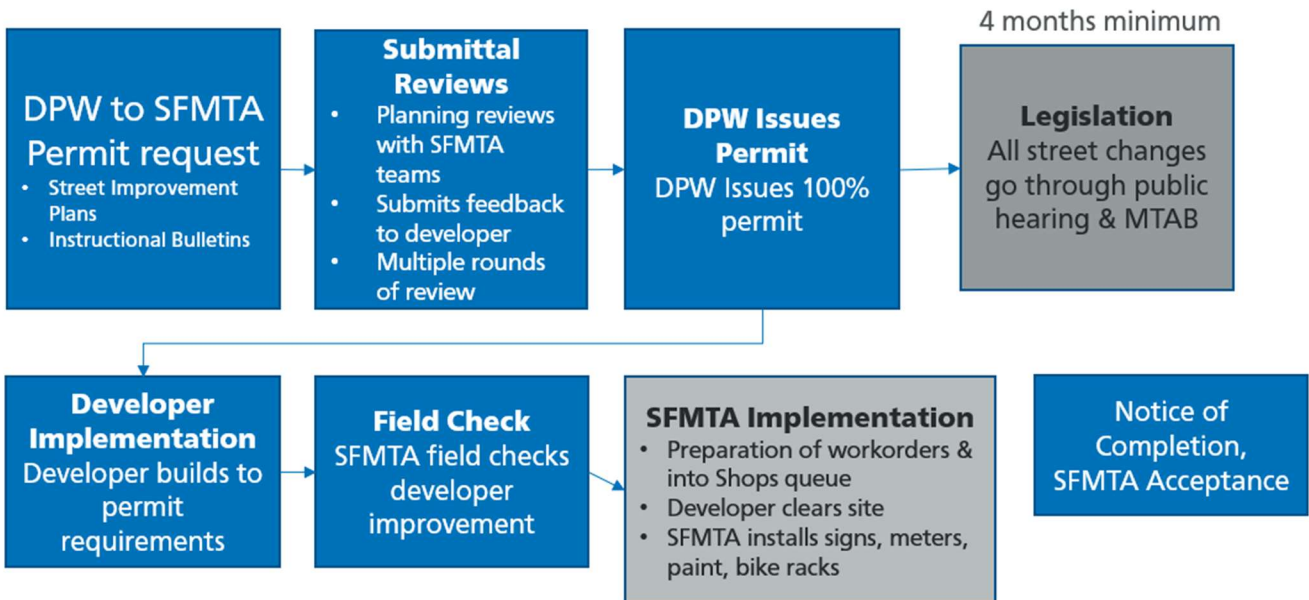 DPW to SFMTA
Permit request
• Street Improvement
Plans
• Instructional Bulletins
Submittal
Reviews
• Planning reviews
with SFMTA
teams
• Submits feedback
to developer
• Multiple rounds
of review
DPW Issues
Permit
DPW Issues 100%
permit
4 months minimum
Legislation
All street changes
go through public
hearing & MTAB
Developer
Implementation
Developer builds to
permit
requirements
Field Check
SFMTA field checks
developer
improvement
SFMTA Implementation
• Preparation of workorders &
into Shops queue
• Developer clears site
• SFMTA installs signs, meters,
paint, bike racks
Notice of
Completion,
SFMTA Acceptance